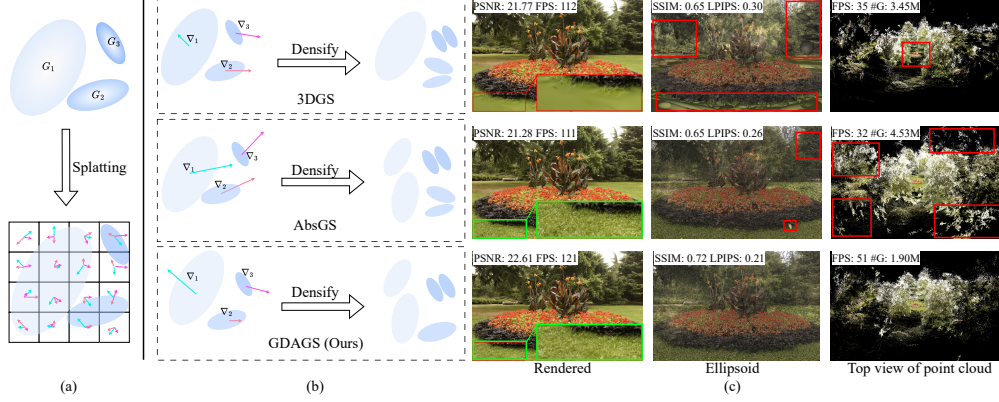 G₁
G₃
G₂
Splatting
(a)
∇₁
∇₃
∇₂
Densify
3DGS
∇₁
∇₃
∇₂
Densify
AbsGS
∇₁
∇₃
∇₂
Densify
GDAGS (Ours)
(b)
PSNR: 21.77 FPS: 112
SSIM: 0.65 LPIPS: 0.30
FPS: 35 #G: 3.45M
PSNR: 21.28 FPS: 111
SSIM: 0.65 LPIPS: 0.26
FPS: 32 #G: 4.53M
PSNR: 22.61 FPS: 121
SSIM: 0.72 LPIPS: 0.21
FPS: 51 #G: 1.90M
Rendered
Ellipsoid
Top view of point cloud
(c)